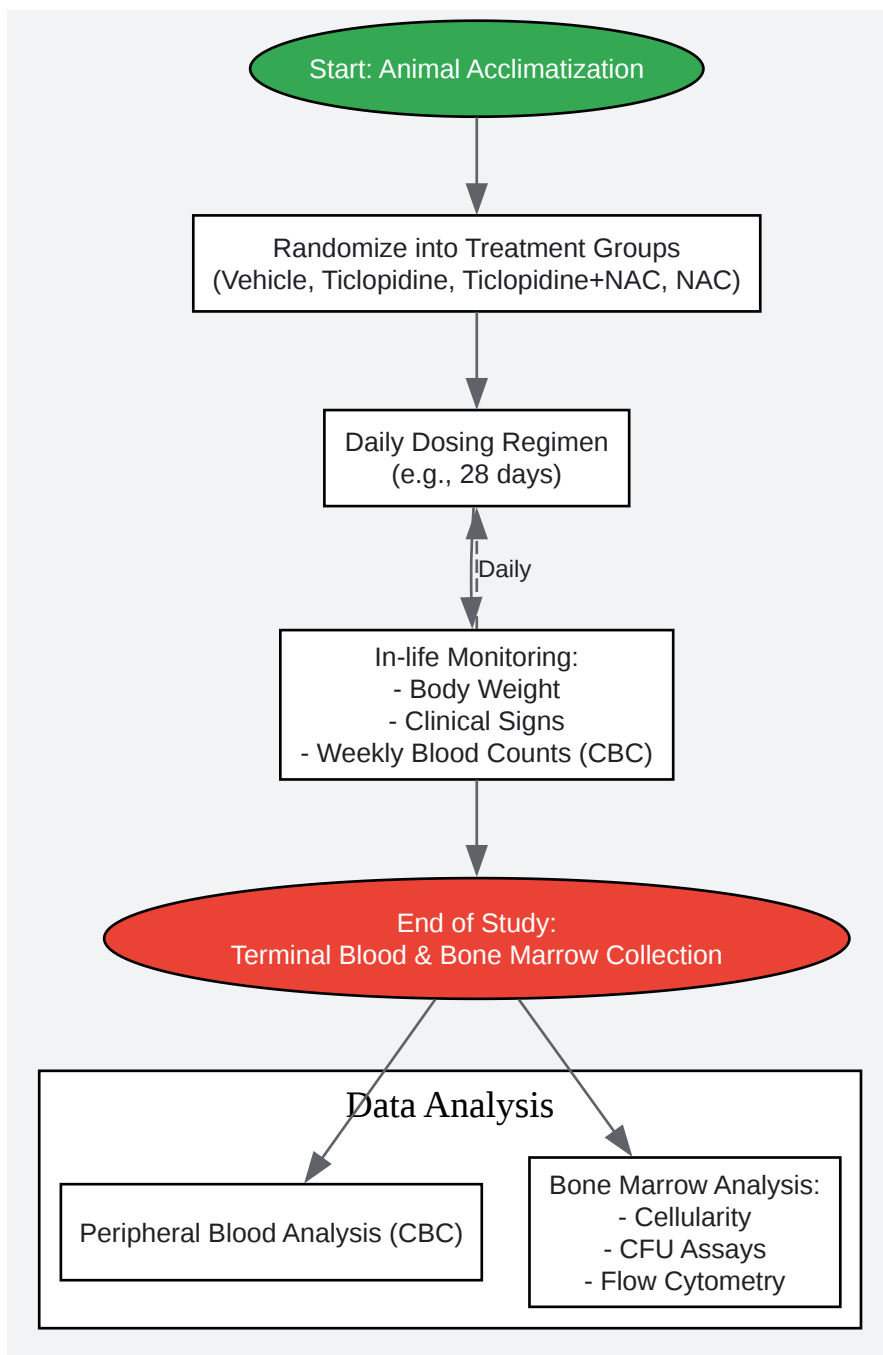 Start: Animal Acclimatization
Randomize into Treatment Groups
(Vehicle, Ticlopidine, Ticlopidine+NAC, NAC)
Daily Dosing Regimen
(e.g., 28 days)
Daily
In-life Monitoring:
- Body Weight
- Clinical Signs
- Weekly Blood Counts (CBC)
End of Study:
Terminal Blood & Bone Marrow Collection
Data Analysis
Peripheral Blood Analysis (CBC)
Bone Marrow Analysis:
- Cellularity
- CFU Assays
- Flow Cytometry